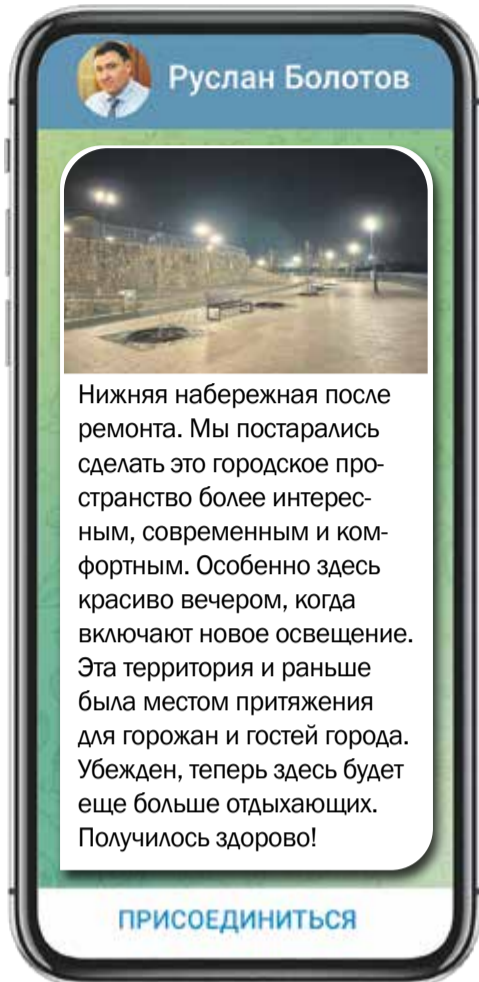 Руслан Болотов
Нижняя набережная после
ремонта. Мы постарались
сделать это городское про-
странство более интерес-
ным, современным и ком-
фортным. Особенно здесь
красиво вечером, когда
включают новое освещение.
Эта территория и раньше
была местом притяжения
для горожан и гостей города.
Убежден, теперь здесь будет
еще больше отдыхающих.
Получилось здорово!
ПРИСОЕДИНИТЬСЯ